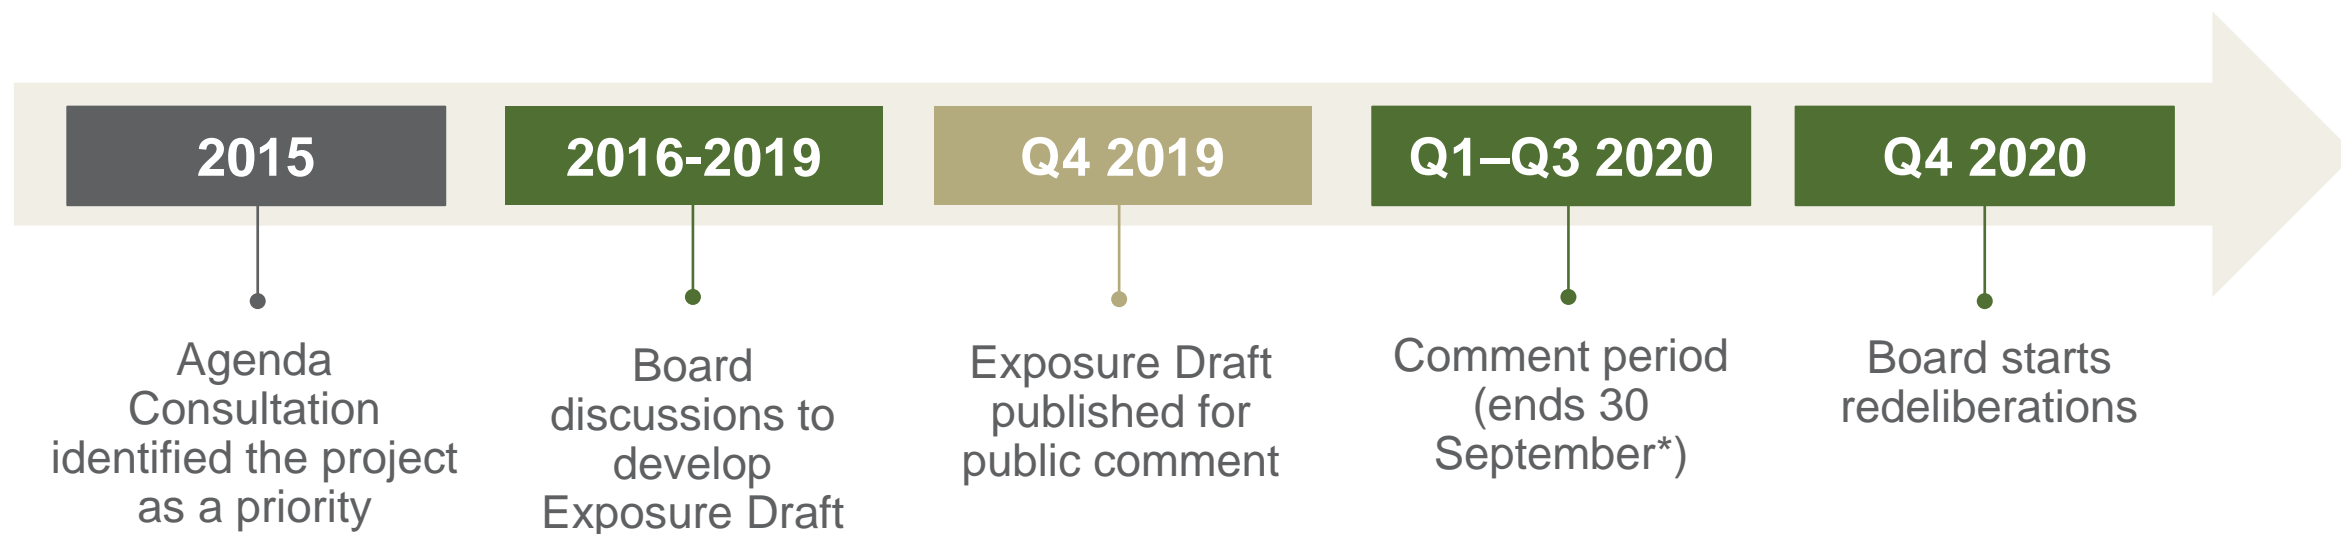 2015
2016-2019
Q4 2019
Q1–Q3 2020
Q4 2020
Agenda
Consultation
identified the project
as a priority
Board
discussions to
develop
Exposure Draft
Exposure Draft
published for
public comment
Comment period
(ends 30
September*)
Board starts
redeliberations